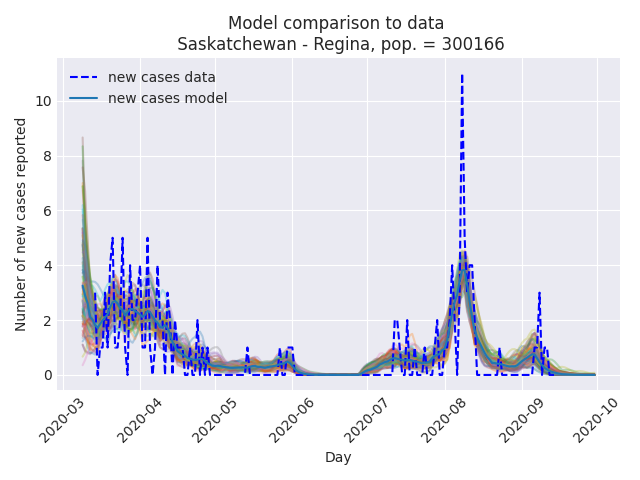 Model comparison to data
Saskatchewan - Regina, pop. = 300166
new cases data
new cases model
Number of new cases reported
10
8
6
4
2
0
2020-03
2020-04
2020-05
2020-06
2020-07
2020-08
2020-09
2020-10
Day